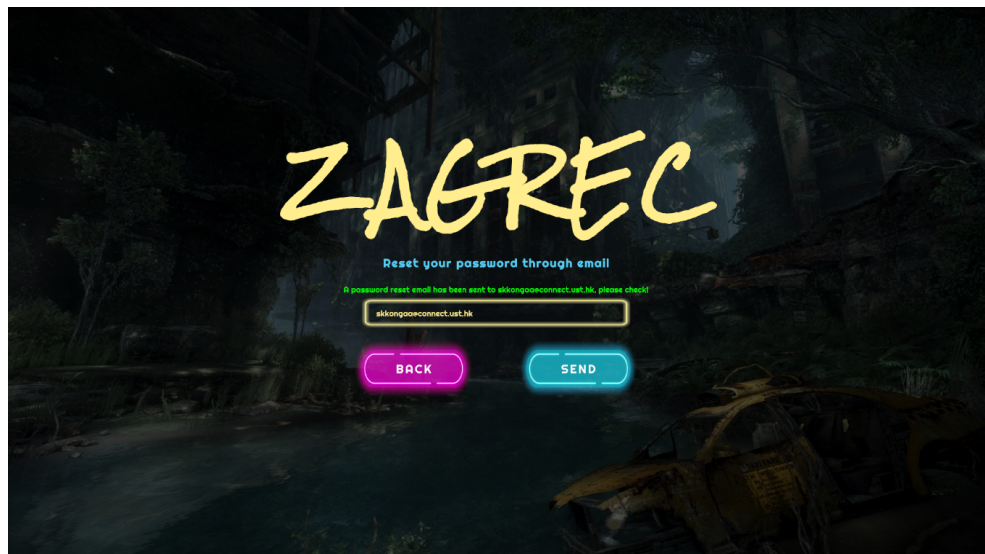 ZAGREC
Reset your password through email
A password reset email has been sent to skkongaa@connect.ust.hk, please check!
skkongaa@connect.ust.hk
BACK SEND